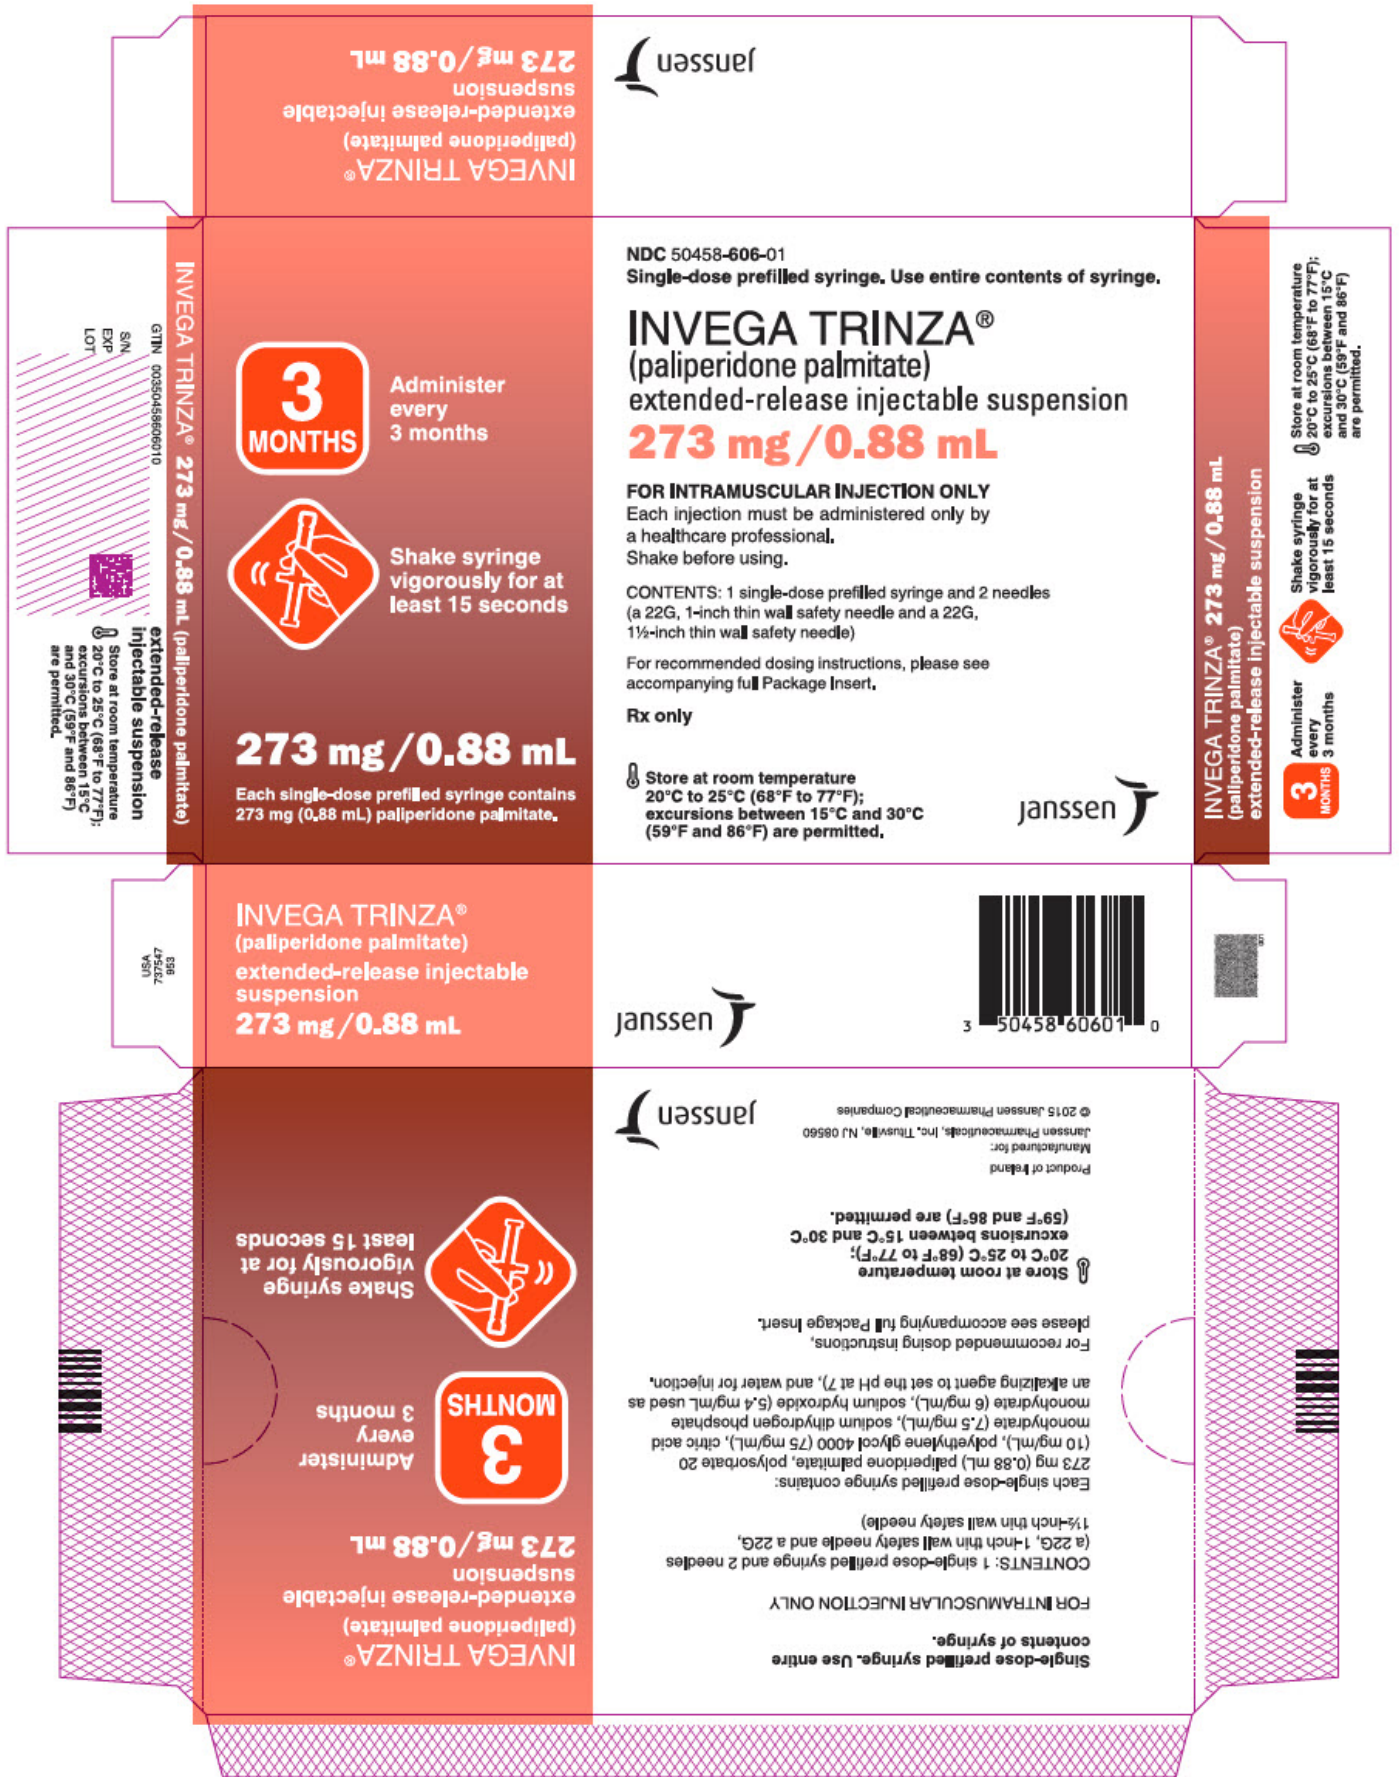 INVEGA TRINZA®
(paliperidone palmitate)
extended-release injectable
suspension
273 mg/0.88 mL
janssen
NDC 50458-606-01
Single-dose prefilled syringe. Use entire contents of syringe.
INVEGA TRINZA®
(paliperidone palmitate)
extended-release injectable suspension
273 mg/0.88 mL
FOR INTRAMUSCULAR INJECTION ONLY
Each injection must be administered only by
a healthcare professional.
Shake before using.
CONTENTS: 1 single-dose prefilled syringe and 2 needles
(a 22G, 1-inch thin wall safety needle and a 22G,
1½-inch thin wall safety needle)
For recommended dosing instructions, please see
accompanying full Package Insert.
Rx only
Store at room temperature
20°C to 25°C (68°F to 77°F);
excursions between 15°C and 30°C
(59°F and 86°F) are permitted.
janssen
3
MONTHS
Administer
every
3 months
Shake syringe
vigorously for at
least 15 seconds
273 mg/0.88 mL
Each single-dose prefilled syringe contains
273 mg (0.88 mL) paliperidone palmitate.
INVEGA TRINZA® 273 mg/0.88 mL (paliperidone palmitate)
extended-release
injectable suspension
GTIN 00350458606010
S/N
EXP
LOT
Store at room temperature
20°C to 25°C (68°F to 77°F);
excursions between 15°C
and 30°C (59°F and 86°F)
are permitted.
INVEGA TRINZA® 273 mg/0.88 mL
(paliperidone palmitate)
extended-release injectable suspension
3
MONTHS
Administer
every
3 months
Shake syringe
vigorously for at
least 15 seconds
Store at room temperature
20°C to 25°C (68°F to 77°F);
excursions between 15°C
and 30°C (59°F and 86°F)
are permitted.
953
737547
USA
INVEGA TRINZA®
(paliperidone palmitate)
extended-release injectable
suspension
273 mg/0.88 mL
janssen
3 50458 60601 0
INVEGA TRINZA®
(paliperidone palmitate)
extended-release injectable
suspension
273 mg/0.88 mL
3
MONTHS
Administer
every
3 months
Shake syringe
vigorously for at
least 15 seconds
Single-dose prefilled syringe. Use entire
contents of syringe.
FOR INTRAMUSCULAR INJECTION ONLY
CONTENTS: 1 single-dose prefilled syringe and 2 needles
(a 22G, 1-inch thin wall safety needle and a 22G,
1½-inch thin wall safety needle)
Each single-dose prefilled syringe contains:
273 mg (0.88 mL) paliperidone palmitate, polysorbate 20
(10 mg/mL), polyethylene glycol 4000 (75 mg/mL), citric acid
monohydrate (7.5 mg/mL), sodium dihydrogen phosphate
monohydrate (6 mg/mL), sodium hydroxide (5.4 mg/mL used as
an alkalizing agent to set the pH at 7), and water for injection.
For recommended dosing instructions,
please see accompanying full Package Insert.
Store at room temperature
20°C to 25°C (68°F to 77°F);
excursions between 15°C and 30°C
(59°F and 86°F) are permitted.
Product of Ireland
Manufactured for:
Janssen Pharmaceuticals, Inc. Titusville, NJ 08560
© 2015 Janssen Pharmaceutical Companies
janssen